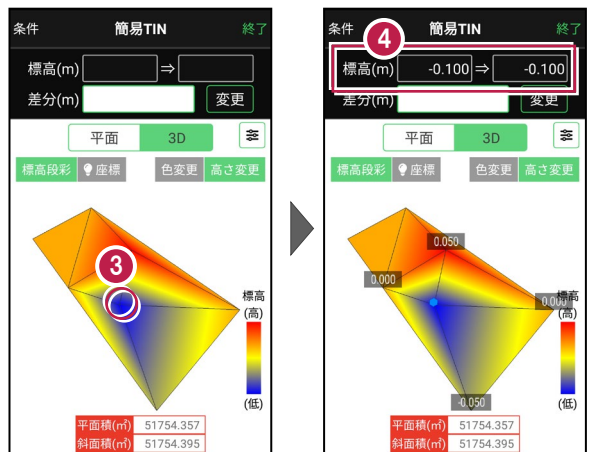 条件 簡易TIN 終了
標高(m) ⇒
差分(m) 変更
平面 3D
標高段彩 座標 色変更 高さ変更
3
標高
(高)
(低)
平面積(㎡) 51754.357
斜面積(㎡) 51754.395
条件 簡易TIN 終了
4
標高(m) -0.100 ⇒ -0.100
差分(m) 変更
平面 3D
標高段彩 座標 色変更 高さ変更
0.050
0.000
0.000
標高
(高)
-0.050
(低)
平面積(㎡) 51754.357
斜面積(㎡) 51754.395